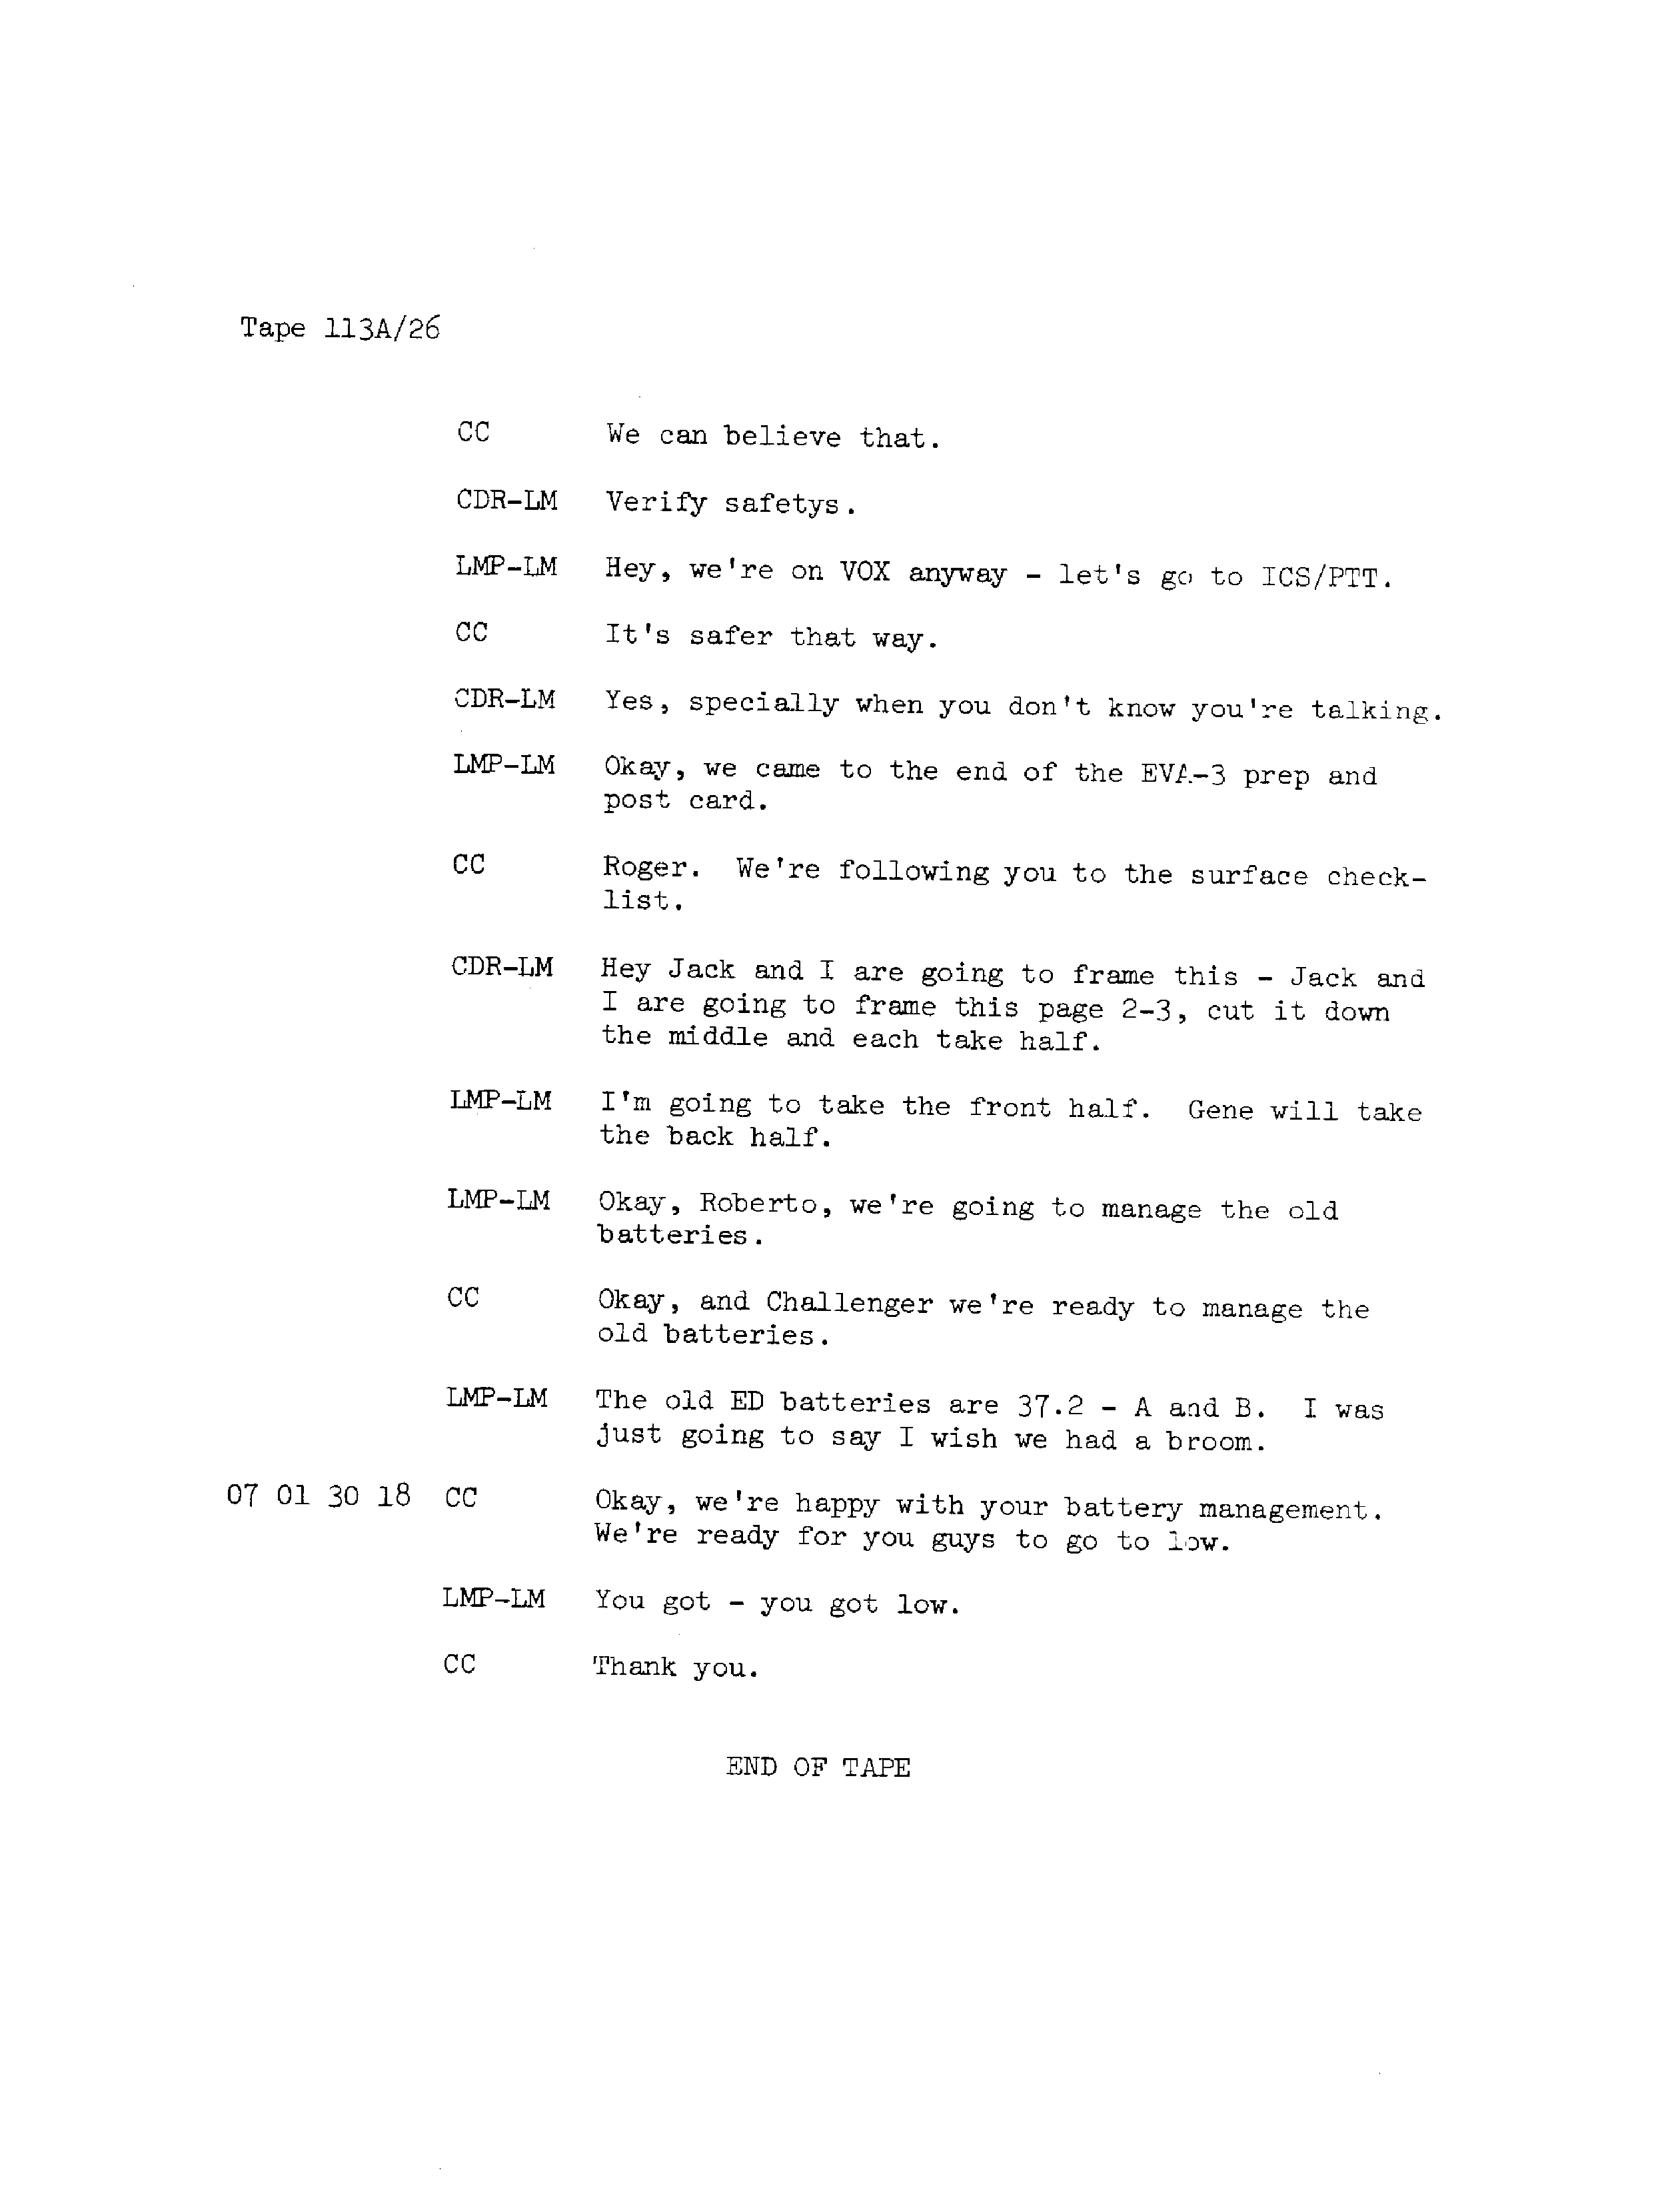 Tape 113A/26
CC We can believe that.
CDR-LM Verify safetys.
LMP-LM Hey, we're on VOX anyway - let's go to ICS/PTT.
CC It's safer that way.
CDR-LM Yes, specially when you don't know you're talking.
LMP-LM Okay, we came to the end of the EVA-3 prep and
post card.
CC Roger. We're following you to the surface check-
list.
CDR-LM Hey Jack and I are going to frame this - Jack and
I are going to frame this page 2-3, cut it down
the middle and each take half.
LMP-LM I'm going to take the front half. Gene will take
the back half.
LMP-LM Okay, Roberto, we're going to manage the old
batteries.
CC Okay, and Challenger we're ready to manage the
old batteries.
LMP-LM The old ED batteries are 37.2 - A and B. I was
just going to say I wish we had a broom.
07 01 30 18 CC Okay, we're happy with your battery management.
We're ready for you guys to go to low.
LMP-LM You got - you got low.
CC Thank you.
END OF TAPE